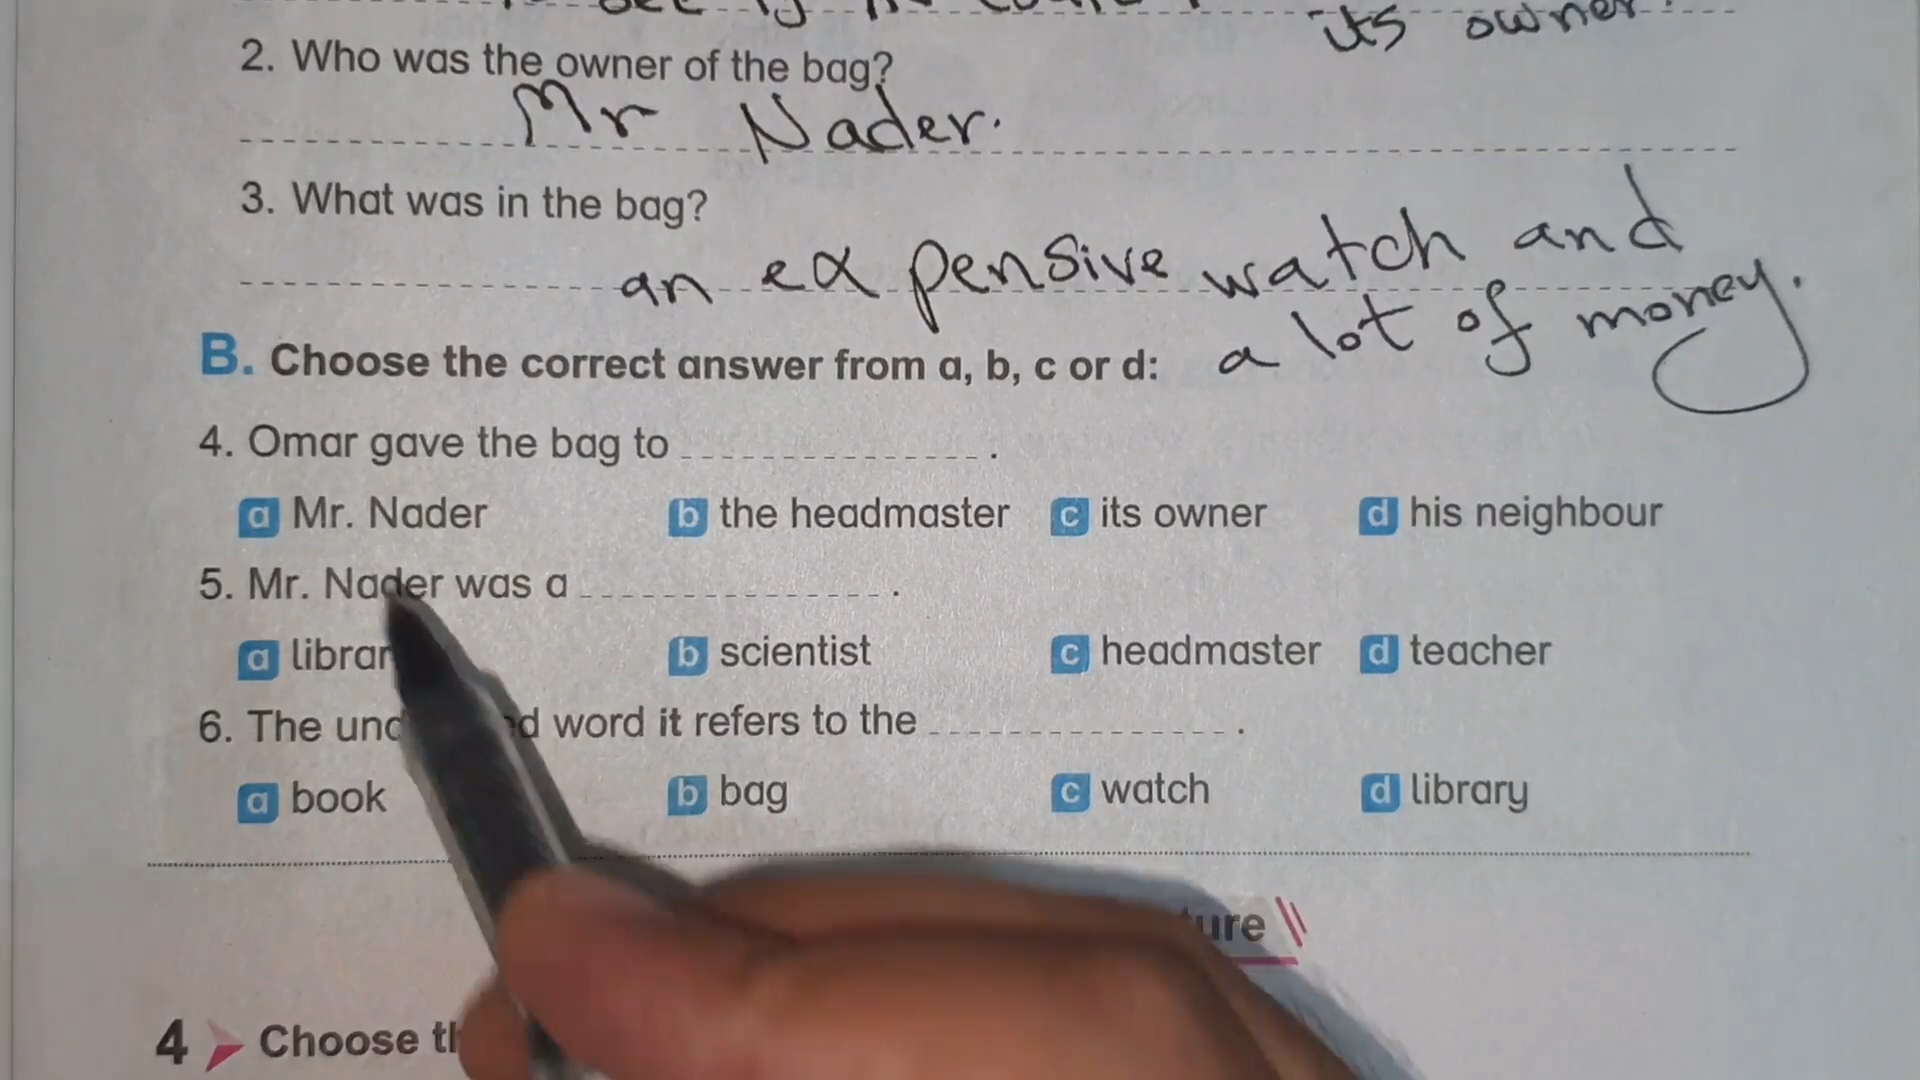 its owner.
2. Who was the owner of the bag?
Mr Nader.
3. What was in the bag?
an expensive watch and
a lot of money.
B. Choose the correct answer from a, b, c or d:
4. Omar gave the bag to .
a Mr. Nader b the headmaster c its owner d his neighbour
5. Mr. Nader was a .
a b scientist c headmaster d teacher
6. The word it refers to the .
a book b bag c watch d library
4 Choose